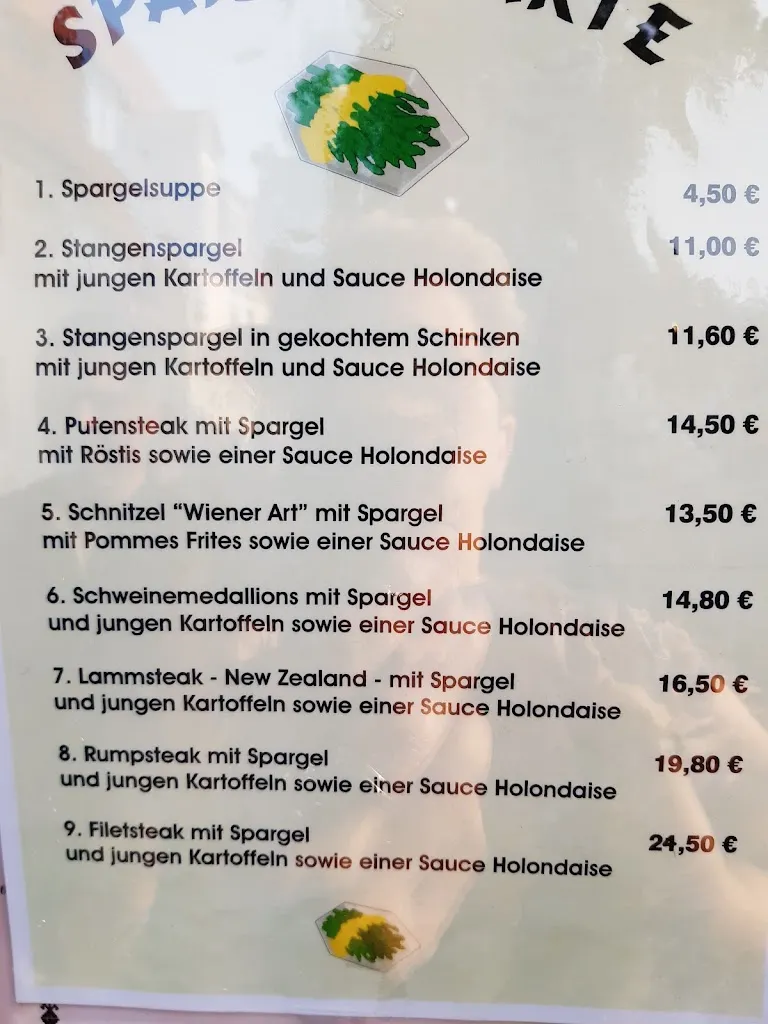 1. Spargelsuppe 4,50 €
2. Stangenspargel 11,00 €
mit jungen Kartoffeln und Sauce Holondaise
3. Stangenspargel in gekochtem Schinken 11,60 €
mit jungen Kartoffeln und Sauce Holondaise
4. Putensteak mit Spargel 14,50 €
mit Röstis sowie einer Sauce Holondaise
5. Schnitzel “Wiener Art” mit Spargel 13,50 €
mit Pommes Frites sowie einer Sauce Holondaise
6. Schweinemedallions mit Spargel 14,80 €
und jungen Kartoffeln sowie einer Sauce Holondaise
7. Lammsteak - New Zealand - mit Spargel 16,50 €
und jungen Kartoffeln sowie einer Sauce Holondaise
8. Rumpsteak mit Spargel 19,80 €
und jungen Kartoffeln sowie einer Sauce Holondaise
9. Filetsteak mit Spargel 24,50 €
und jungen Kartoffeln sowie einer Sauce Holondaise